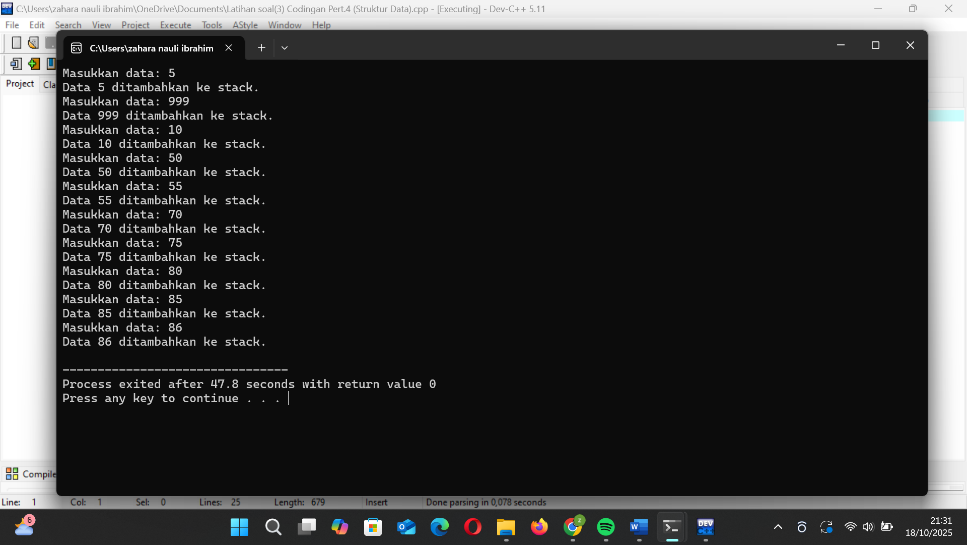 C:\Users\zahara nauli ibrahim\OneDrive\Documents\Latihan soal(3) Codingan Pert.4 (Struktur Data).cpp - [Executing] - Dev-C++ 5.11
File Edit Search View Project Execute Tools AStyle Window Help
C:\Users\zahara nauli ibrahim
Project Cla
Masukkan data: 5
Data 5 ditambahkan ke stack.
Masukkan data: 999
Data 999 ditambahkan ke stack.
Masukkan data: 10
Data 10 ditambahkan ke stack.
Masukkan data: 50
Data 50 ditambahkan ke stack.
Masukkan data: 55
Data 55 ditambahkan ke stack.
Masukkan data: 70
Data 70 ditambahkan ke stack.
Masukkan data: 75
Data 75 ditambahkan ke stack.
Masukkan data: 80
Data 80 ditambahkan ke stack.
Masukkan data: 85
Data 85 ditambahkan ke stack.
Masukkan data: 86
Data 86 ditambahkan ke stack.
--------------------------------
Process exited after 47.8 seconds with return value 0
Press any key to continue . . .
Compile
Line: 1 Col: 1 Sel: 0 Lines: 25 Length: 679 Insert Done parsing in 0,078 seconds
6
2
W
DEV
21:31
18/10/2025